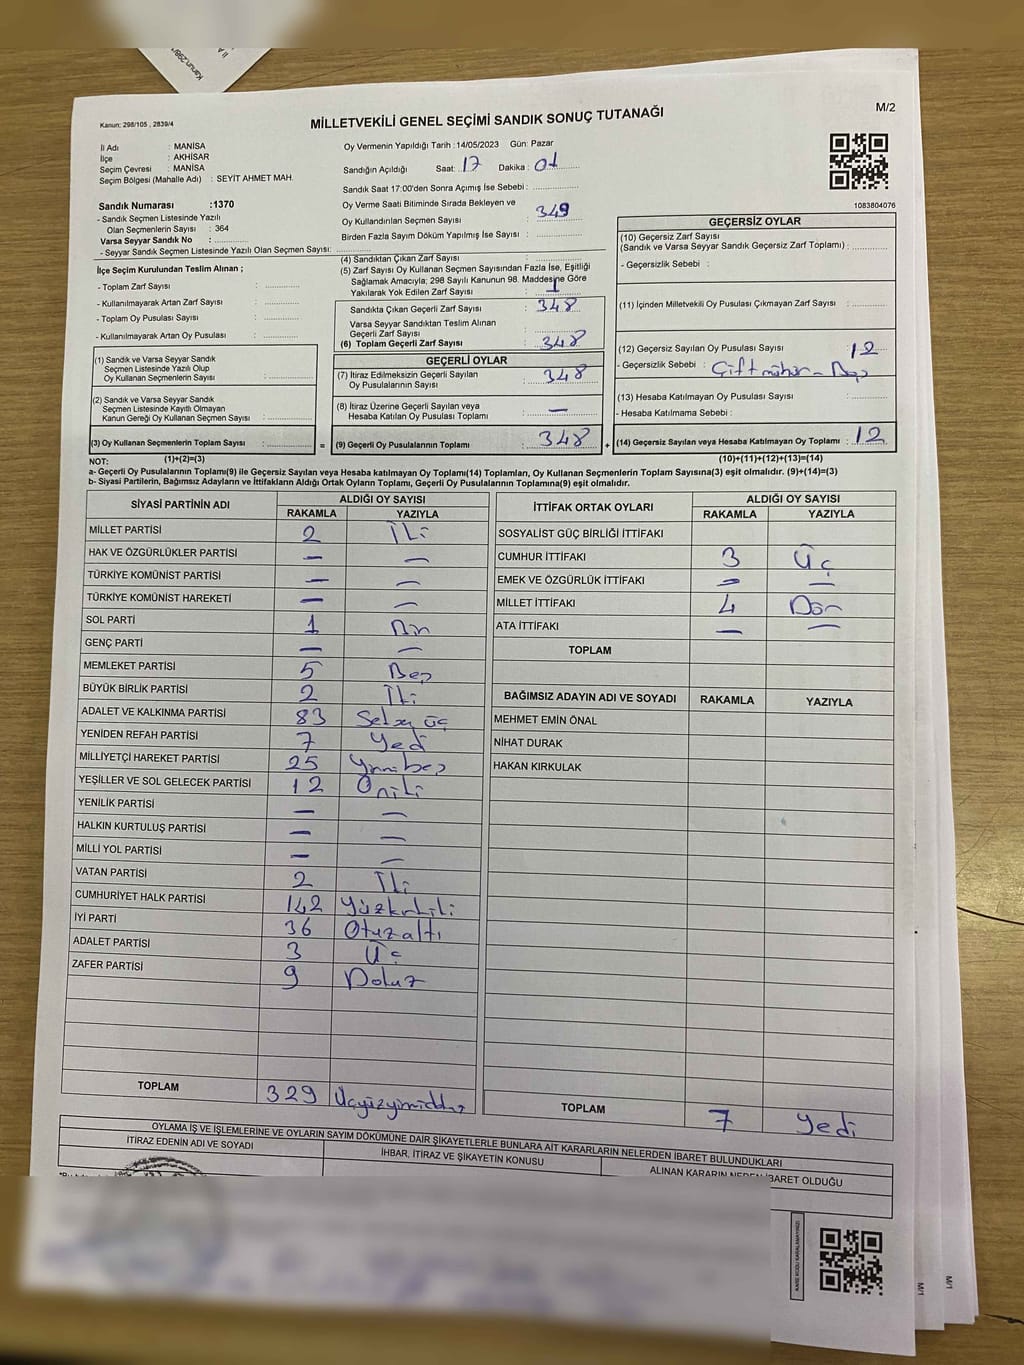 Kanun: 298/105 , 2839/4
MİLLETVEKİLİ GENEL SEÇİMİ SANDIK SONUÇ TUTANAĞI
M/2
İl Adı : MANİSA
İlçe : AKHİSAR
Seçim Çevresi : MANİSA
Seçim Bölgesi (Mahalle Adı) : SEYİT AHMET MAH.
Sandık Numarası :1370
- Sandık Seçmen Listesinde Yazılı
Olan Seçmenlerin Sayısı : 364
Varsa Seyyar Sandık No :
- Seyyar Sandık Seçmen Listesinde Yazılı Olan Seçmen Sayısı:
Oy Vermenin Yapıldığı Tarih :14/05/2023 Gün: Pazar
Sandığın Açıldığı Saat: 17 Dakika : 01
Sandık Saat 17:00'den Sonra Açımış İse Sebebi :
Oy Verme Saati Bitiminde Sırada Bekleyen ve
Oy Kullandırılan Seçmen Sayısı : 349
Birden Fazla Sayım Döküm Yapılmış İse Sayısı :
1083804076
İlçe Seçim Kurulundan Teslim Alınan ;
- Toplam Zarf Sayısı :
- Kullanılmayarak Artan Zarf Sayısı :
- Toplam Oy Pusulası Sayısı :
- Kullanılmayarak Artan Oy Pusulası :
(1) Sandık ve Varsa Seyyar Sandık
Seçmen Listesinde Yazılı Olup
Oy Kullanan Seçmenlerin Sayısı :
(2) Sandık ve Varsa Seyyar Sandık
Seçmen Listesinde Kayıtlı Olmayan
Kanun Gereği Oy Kullanan Seçmen Sayısı :
(3) Oy Kullanan Seçmenlerin Toplam Sayısı : =
(1)+(2)=(3)
(4) Sandıktan Çıkan Zarf Sayısı :
(5) Zarf Sayısı Oy Kullanan Seçmen Sayısından Fazla İse, Eşitliği
Sağlamak Amacıyla; 298 Sayılı Kanunun 98. Maddesine Göre
Yakılarak Yok Edilen Zarf Sayısı : 1
Sandıkta Çıkan Geçerli Zarf Sayısı : 348
Varsa Seyyar Sandıktan Teslim Alınan
Geçerli Zarf Sayısı :
(6) Toplam Geçerli Zarf Sayısı : 348
GEÇERLİ OYLAR
(7) İtiraz Edilmeksizin Geçerli Sayılan
Oy Pusulasının Sayısı : 348
(8) İtiraz Üzerine Geçerli Sayılan veya
Hesaba Katılan Oy Pusulası Toplamı : —
(9) Geçerli Oy Pusulalarının Toplamı : 348 +
GEÇERSİZ OYLAR
(10) Geçersiz Zarf Sayısı
(Sandık ve Varsa Seyyar Sandık Geçersiz Zarf Toplamı) :
- Geçersizlik Sebebi :
(11) İçinden Milletvekili Oy Pusulası Çıkmayan Zarf Sayısı :
(12) Geçersiz Sayılan Oy Pusulası Sayısı : 12
- Geçersizlik Sebebi : Çift mühür - Boş
(13) Hesaba Katılmayan Oy Pusulası Sayısı :
- Hesaba Katılmama Sebebi :
(14) Geçersiz Sayılan veya Hesaba Katılmayan Oy Toplamı : 12
(10)+(11)+(12)+(13)=(14)
NOT:
a- Geçerli Oy Pusulalarının Toplamı(9) ile Geçersiz Sayılan veya Hesaba katılmayan Oy Toplamı(14) Toplamları, Oy Kullanan Seçmenlerin Toplam Sayısına(3) eşit olmalıdır. (9)+(14)=(3)
b- Siyasi Partilerin, Bağımsız Adayların ve İttifakların Aldığı Ortak Oyların Toplamı, Geçerli Oy Pusulalarının Toplamına(9) eşit olmalıdır.
SİYASİ PARTİNİN ADI ALDIĞI OY SAYISI
RAKAMLA YAZIYLA
MİLLET PARTİSİ 2 İki
HAK VE ÖZGÜRLÜKLER PARTİSİ — —
TÜRKİYE KOMÜNİST PARTİSİ — —
TÜRKİYE KOMÜNİST HAREKETİ — —
SOL PARTİ 1 Bir
GENÇ PARTİ — —
MEMLEKET PARTİSİ 5 Beş
BÜYÜK BİRLİK PARTİSİ 2 İki
ADALET VE KALKINMA PARTİSİ 83 Seksen üç
YENİDEN REFAH PARTİSİ 7 Yedi
MİLLİYETÇİ HAREKET PARTİSİ 25 Yirmibeş
YEŞİLLER VE SOL GELECEK PARTİSİ 12 Oniki
YENİLİK PARTİSİ — —
HALKIN KURTULUŞ PARTİSİ — —
MİLLİ YOL PARTİSİ — —
VATAN PARTİSİ 2 İki
CUMHURİYET HALK PARTİSİ 142 Yüzkırkiki
İYİ PARTİ 36 Otuzaltı
ADALET PARTİSİ 3 Üç
ZAFER PARTİSİ 9 Dokuz
TOPLAM 329 Üçyüzyirmidokuz
İTTİFAK ORTAK OYLARI ALDIĞI OY SAYISI
RAKAMLA YAZIYLA
SOSYALİST GÜÇ BİRLİĞİ İTTİFAKI
CUMHUR İTTİFAKI 3 Üç
EMEK VE ÖZGÜRLÜK İTTİFAKI — —
MİLLET İTTİFAKI 4 Dör
ATA İTTİFAKI — —
TOPLAM
BAĞIMSIZ ADAYIN ADI VE SOYADI RAKAMLA YAZIYLA
MEHMET EMİN ÖNAL
NİHAT DURAK
HAKAN KIRKULAK
TOPLAM 7 Yedi
OYLAMA İŞ VE İŞLEMLERİNE VE OYLARIN SAYIM DÖKÜMÜNE DAİR ŞİKAYETLERLE BUNLARA AİT KARARLARIN NELERDEN İBARET BULUNDUKLARI
İTİRAZ EDENİN ADI VE SOYADI
İHBAR, İTİRAZ VE ŞİKAYETİN KONUSU
ALINAN KARARIN NEDEN İBARET OLDUĞU
M/1
M/1